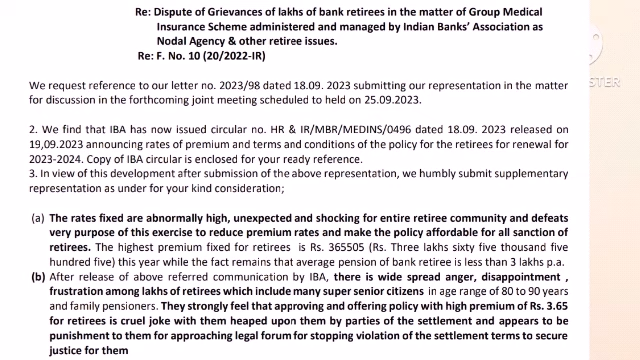 Re: Dispute of Grievances of lakhs of bank retirees in the matter of Group Medical
Insurance Scheme administered and managed by Indian Banks' Association as
Nodal Agency & other retiree issues.
Re: F. No. 10 (20/2022-IR)
We request reference to our letter no. 2023/98 dated 18.09. 2023 submitting our representation in the matter
for discussion in the forthcoming joint meeting scheduled to held on 25.09.2023.
2. We find that IBA has now issued circular no. HR & IR/MBR/MEDINS/0496 dated 18.09. 2023 released on
19,09.2023 announcing rates of premium and terms and conditions of the policy for the retirees for renewal for
2023-2024. Copy of IBA circular is enclosed for your ready reference.
3. In view of this development after submission of the above representation, we humbly submit supplementary
representation as under for your kind consideration;
(a) The rates fixed are abnormally high, unexpected and shocking for entire retiree community and defeats
very purpose of this exercise to reduce premium rates and make the policy affordable for all sanction of
retirees. The highest premium fixed for retirees is Rs. 365505 (Rs. Three lakhs sixty five thousand five
hundred five) this year while the fact remains that average pension of bank retiree is less than 3 lakhs p.a.
(b) After release of above referred communication by IBA, there is wide spread anger, disappointment ,
frustration among lakhs of retirees which include many super senior citizens in age range of 80 to 90 years
and family pensioners. They strongly feel that approving and offering policy with high premium of Rs. 3.65
for retirees is cruel joke with them heaped upon them by parties of the settlement and appears to be
punishment to them for approaching legal forum for stopping violation of the settlement terms to secure
justice for them
STER